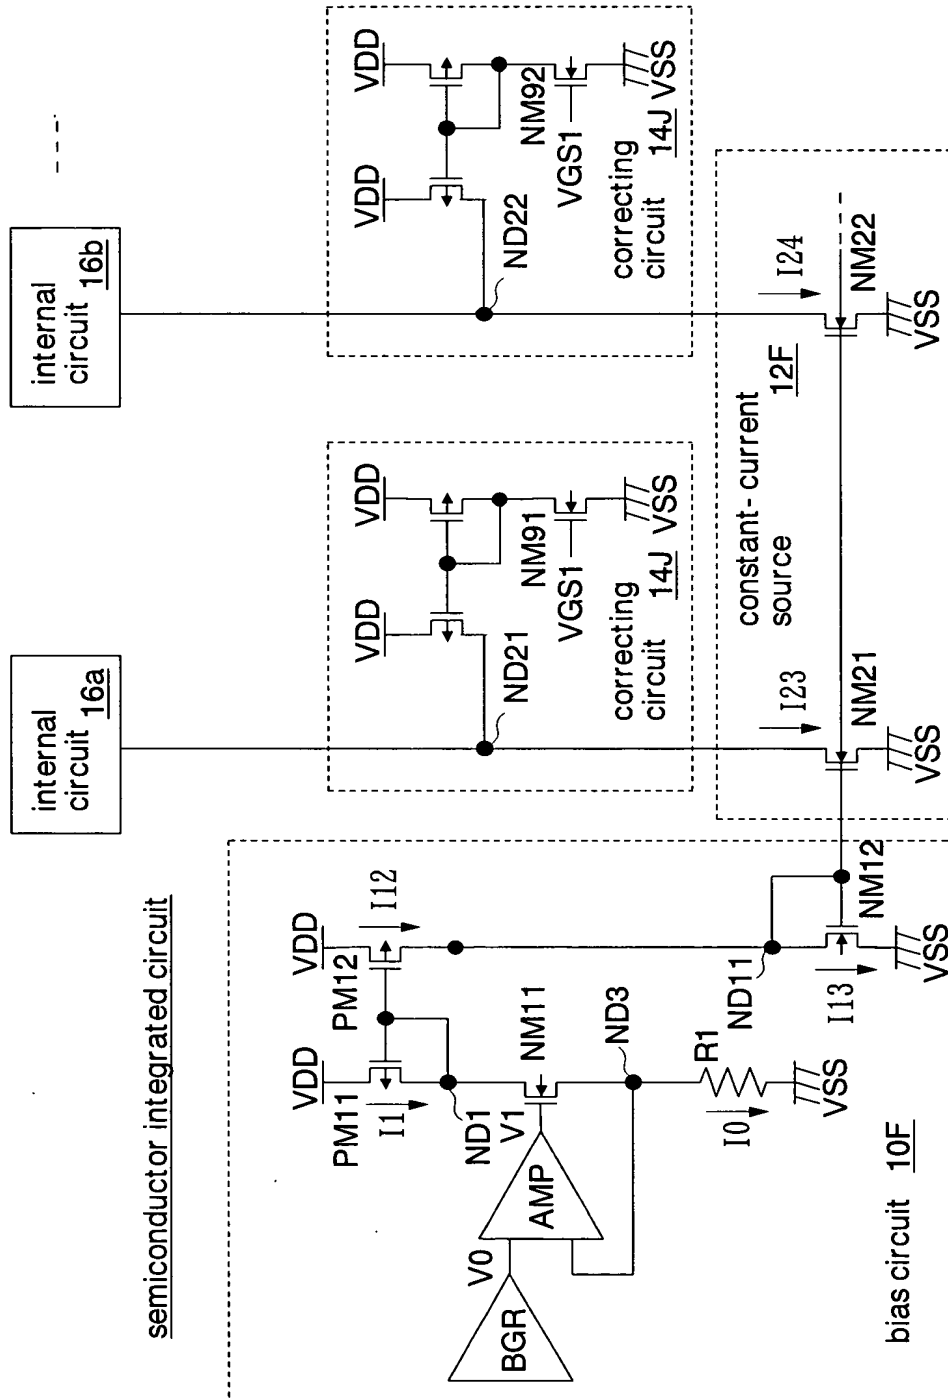 semiconductor integrated circuit
internal
circuit 16a
internal
circuit 16b
VDD
VDD
ND21
NM91
VGS1
VSS
correcting
circuit 14J
VDD
VDD
ND22
NM92
VGS1
VSS
correcting
circuit 14J
VDD
VDD
PM11
PM12
I1
I12
ND1
V1
NM11
V0
BGR
AMP
ND3
R1
I0
VSS
ND11
I13
NM12
VSS
bias circuit 10F
constant-current
source 12F
I23
NM21
VSS
I24
NM22
VSS